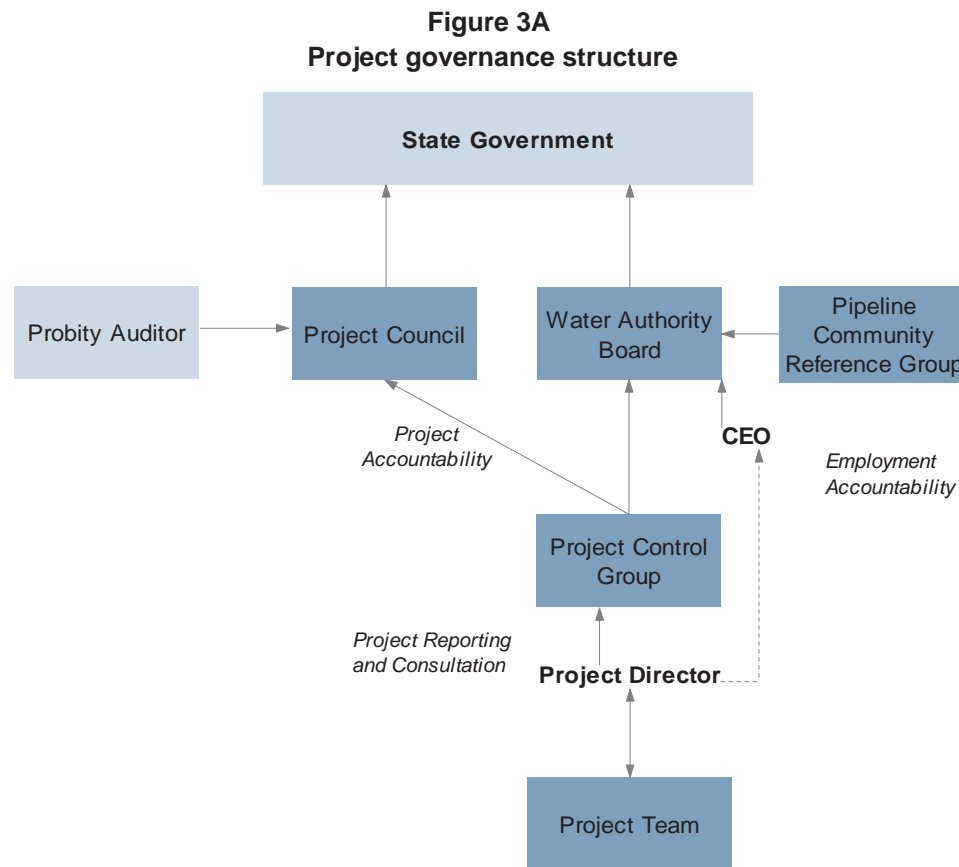 Figure 3A
Project governance structure
State Government
Probity Auditor
Project Council
Water Authority
Board
Pipeline
Community
Reference Group
Project
Accountability
CEO
Employment
Accountability
Project Control
Group
Project Reporting
and Consultation
Project Director
Project Team